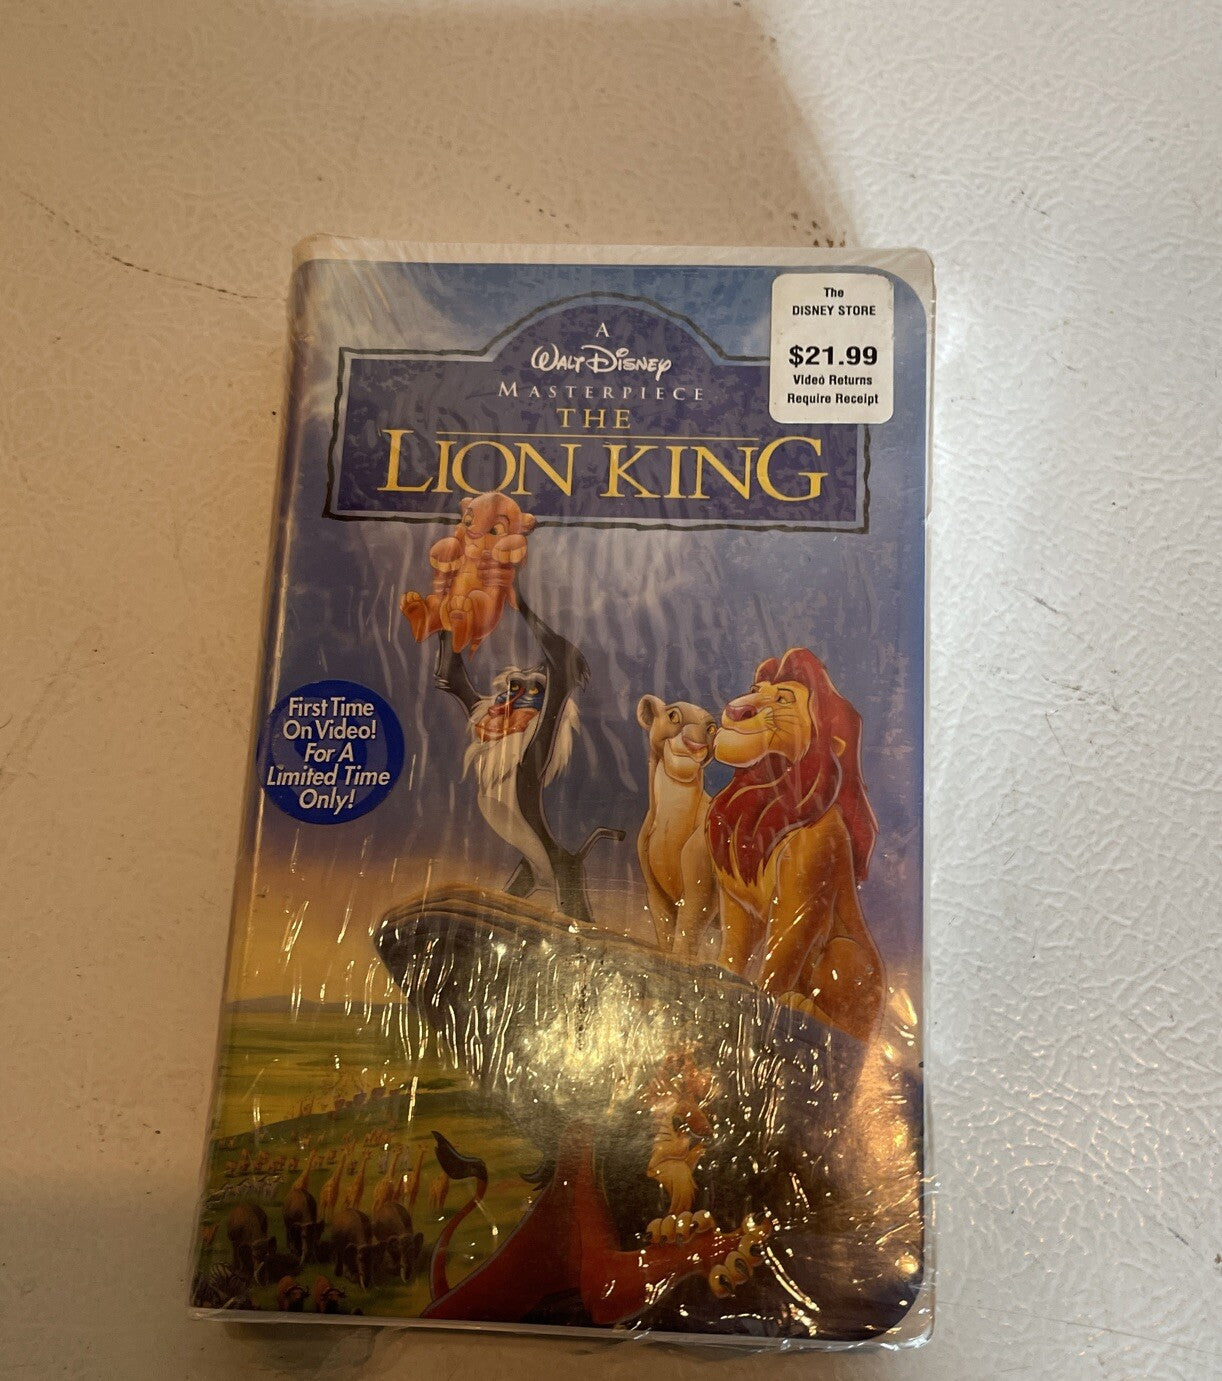 The
DISNEY STORE
$21.99
Video Returns
Require Receipt
A
WALT DISNEY
MASTERPIECE
THE
LION KING
First Time
On Video!
For A
Limited Time
Only!